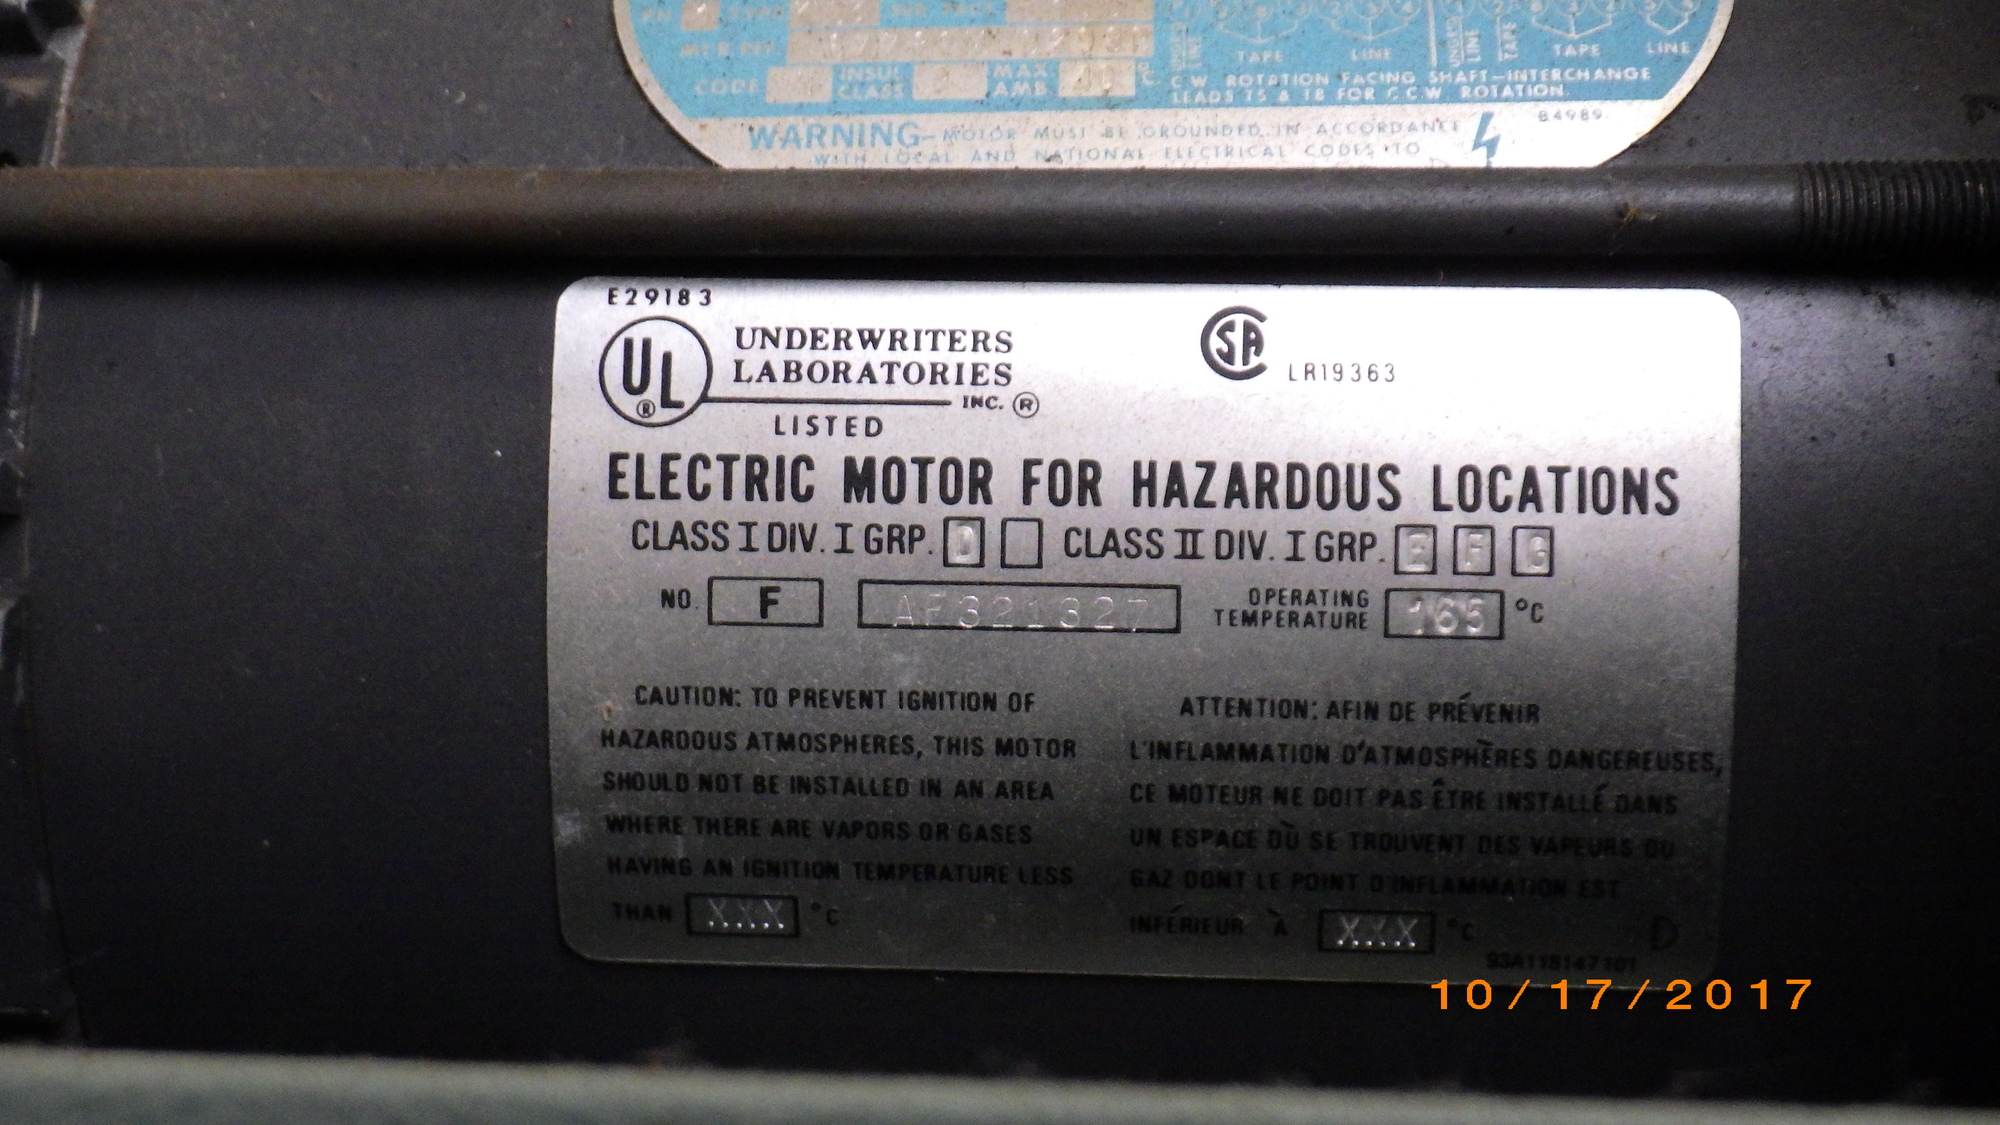 TAPE LINE TAPE LINE
CODE INSUL CLASS MAX. AMB. °C.
C.W. ROTATION FACING SHAFT—INTERCHANGE
LEADS T5 & T8 FOR C.C.W. ROTATION.
B4989
WARNING—MOTOR MUST BE GROUNDED IN ACCORDANCE
WITH LOCAL AND NATIONAL ELECTRICAL CODES TO
E29183
UL ®
UNDERWRITERS
LABORATORIES
INC. ®
LISTED
SA LR19363
ELECTRIC MOTOR FOR HAZARDOUS LOCATIONS
CLASS I DIV. I GRP. D CLASS II DIV. I GRP. E F G
NO. F AF321327 OPERATING TEMPERATURE 165 °C
CAUTION: TO PREVENT IGNITION OF
HAZARDOUS ATMOSPHERES, THIS MOTOR
SHOULD NOT BE INSTALLED IN AN AREA
WHERE THERE ARE VAPORS OR GASES
HAVING AN IGNITION TEMPERATURE LESS
THAN XXX °C
ATTENTION: AFIN DE PRÉVENIR
L'INFLAMMATION D'ATMOSPHÈRES DANGEREUSES,
CE MOTEUR NE DOIT PAS ÊTRE INSTALLÉ DANS
UN ESPACE OÙ SE TROUVENT DES VAPEURS OU
GAZ DONT LE POINT D'INFLAMMATION EST
INFÉRIEUR À XXX °C
D
93A118147101
10/17/2017